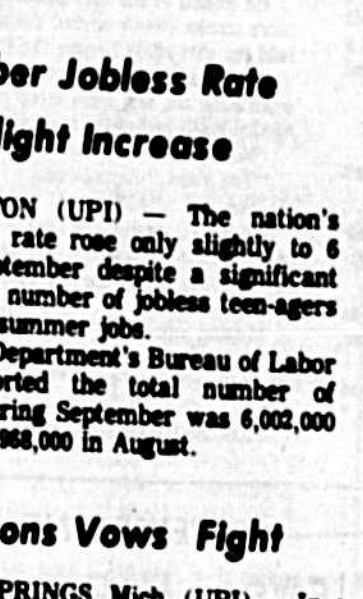 ber Jobless Rate
light Increase
TON (UPI) — The nation's
rate rose only slightly to 6
ptember despite a significant
number of jobless teen-agers
summer jobs.
Department's Bureau of Labor
orted the total number of
ring September was 6,002,000
968,000 in August.
ons Vows Fight
PRINGS Mich (UPI)